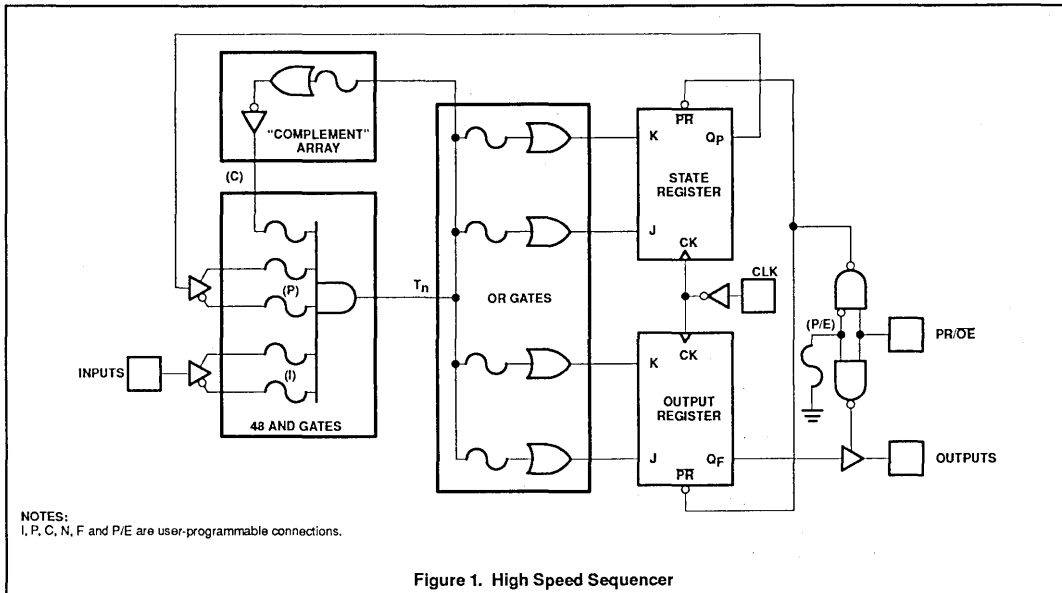 "COMPLEMENT"
ARRAY
(C)
(P)
(I)
INPUTS
48 AND GATES
Tn
OR GATES
K
PR
QP
STATE
REGISTER
J
CK
CLK
(P/E)
PR/OE
K
CK
OUTPUT
REGISTER
J
QF
PR
OUTPUTS
NOTES:
I, P, C, N, F and P/E are user-programmable connections.
Figure 1. High Speed Sequencer